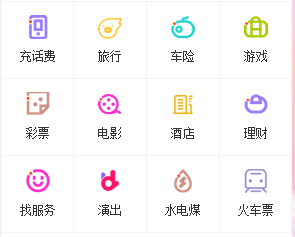 充话费 旅行 车险 游戏
彩票 电影 酒店 理财
找服务 演出 水电煤 火车票